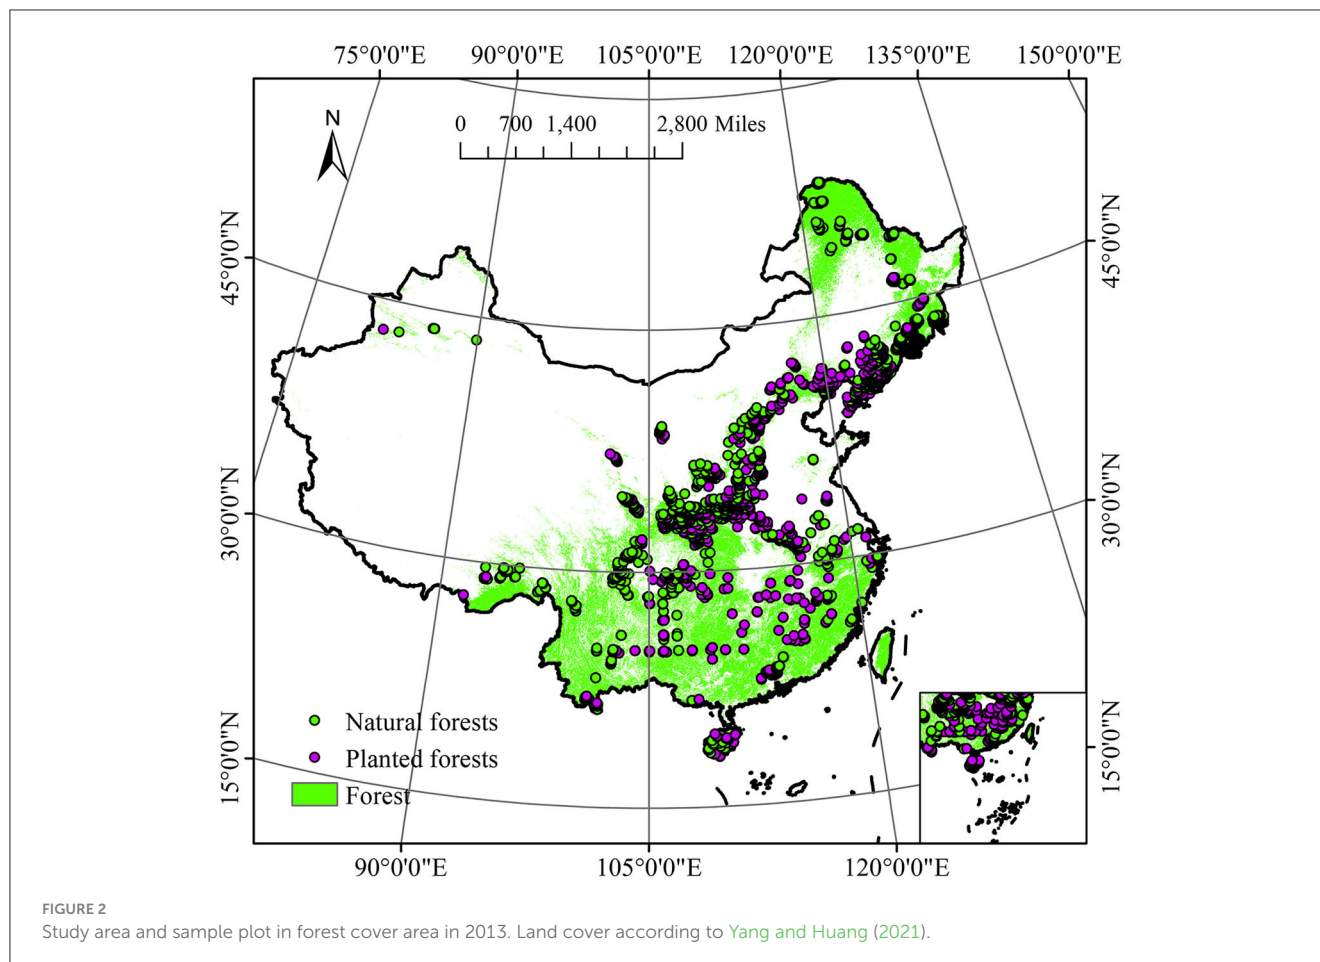 75°0'0"E 90°0'0"E 105°0'0"E 120°0'0"E 135°0'0"E 150°0'0"E
N
0 700 1,400 2,800 Miles
45°0'0"N 45°0'0"N
30°0'0"N 30°0'0"N
15°0'0"N 15°0'0"N
Natural forests
Planted forests
Forest
90°0'0"E 105°0'0"E 120°0'0"E
FIGURE 2
Study area and sample plot in forest cover area in 2013. Land cover according to Yang and Huang (2021).